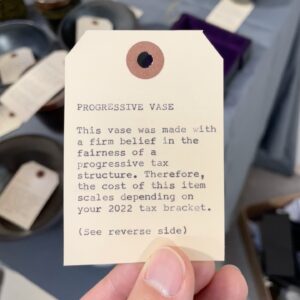 PROGRESSIVE VASE
This vase was made with
a firm belief in the
fairness of a
progressive tax
structure. Therefore,
the cost of this item
scales depending on
your 2022 tax bracket.
(See reverse side)